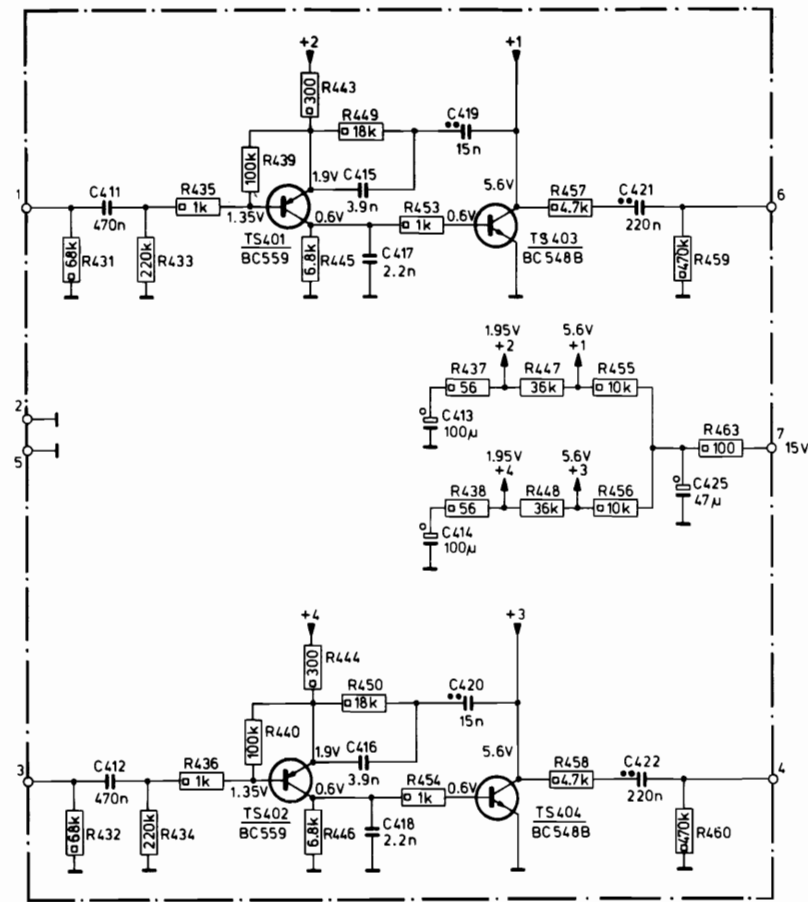 +2
+1
R443
300
R449
18k
C419
15n
R439
100k
1.9V
C415
3.9n
5.6V
1
C411
470n
R435
1k
1.35V
0.6V
R453
1k
0.6V
R457
4.7k
C421
220n
6
68k
R431
220k
R433
TS401
BC559
6.8k
R445
C417
2.2n
TS403
BC548B
470k
R459
1.95V
+2
5.6V
+1
R437
56
R447
36k
R455
10k
C413
100µ
2
5
R463
100
7
15V
1.95V
+4
5.6V
+3
C425
47µ
R438
56
R448
36k
R456
10k
C414
100µ
+4
+3
R444
300
R450
18k
C420
15n
R440
100k
1.9V
C416
3.9n
5.6V
3
C412
470n
R436
1k
1.35V
0.6V
R454
1k
0.6V
R458
4.7k
C422
220n
4
68k
R432
220k
R434
TS402
BC559
6.8k
R446
C418
2.2n
TS404
BC548B
470k
R460